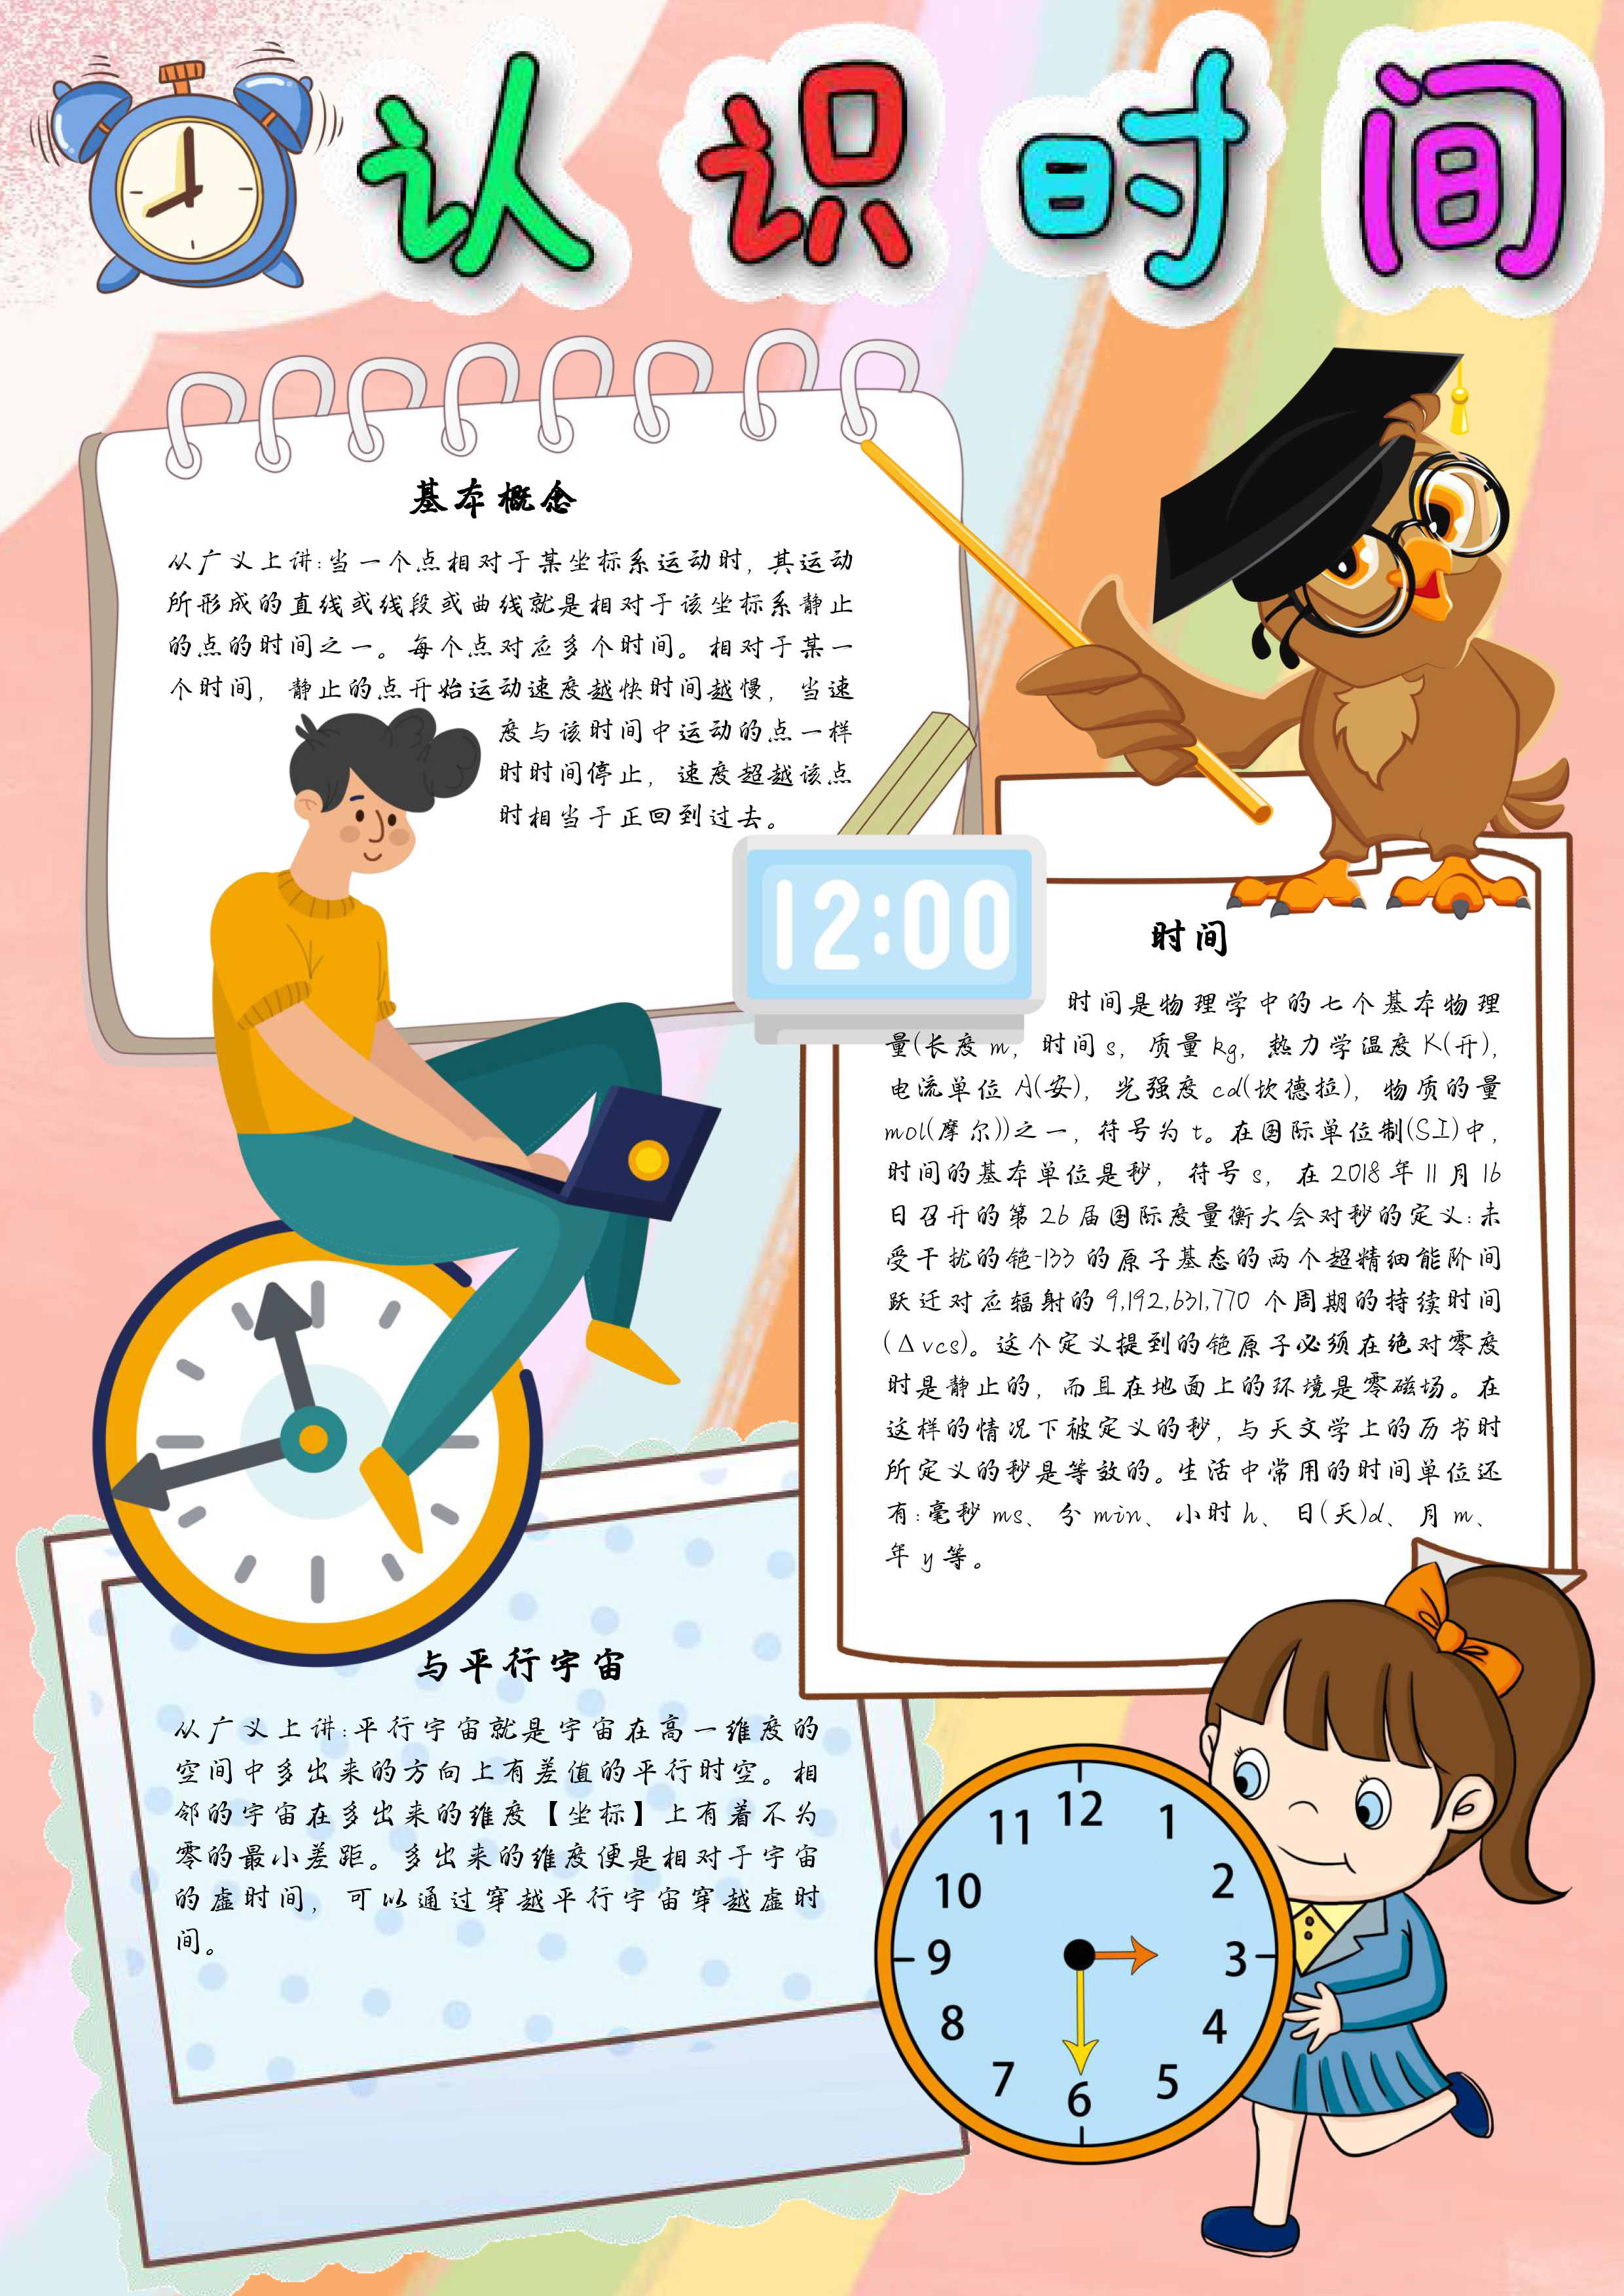 认识时间
基本概念
从广义上讲:当一个点相对于某坐标系运动时，其运动
所形成的直线或线段或曲线就是相对于该坐标系静止
的点的时间之一。每个点对应多个时间。相对于某一
个时间，静止的点开始运动速度越快时间越慢，当速
度与该时间中运动的点一样
时时间停止，速度超越该点
时相当于正回到过去。
12:00
时间
时间是物理学中的七个基本物理
量(长度 m，时间 s，质量 kg，热力学温度 K(开)，
电流单位 A(安)，光强度 cd(坎德拉)，物质的量
mol(摩尔))之一，符号为 t。在国际单位制(SI)中，
时间的基本单位是秒，符号 s，在 2018 年 11 月 16
日召开的第 26 届国际度量衡大会对秒的定义:未
受干扰的铯-133 的原子基态的两个超精细能阶间
跃迁对应辐射的 9,192,631,770 个周期的持续时间
(Δνcs)。这个定义提到的铯原子必须在绝对零度
时是静止的，而且在地面上的环境是零磁场。在
这样的情况下被定义的秒，与天文学上的历书时
所定义的秒是等效的。生活中常用的时间单位还
有:毫秒 ms、分 min、小时 h、日(天)d、月 m、
年 y 等。
与平行宇宙
从广义上讲:平行宇宙就是宇宙在高一维度的
空间中多出来的方向上有差值的平行时空。相
邻的宇宙在多出来的维度【坐标】上有着不为
零的最小差距。多出来的维度便是相对于宇宙
的虚时间，可以通过穿越平行宇宙穿越虚时
间。
12
1
2
3
4
5
6
7
8
9
10
11